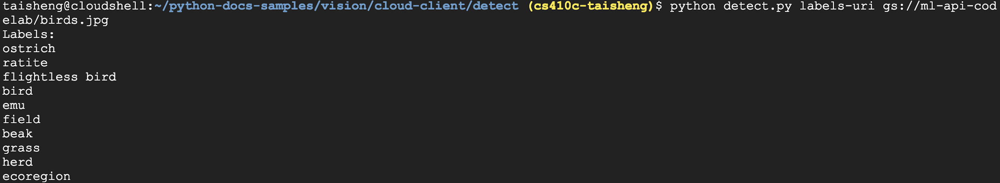 taisheng@cloudshell:~/python-docs-samples/vision/cloud-client/detect (cs410c-taisheng)$ python detect.py labels-uri gs://ml-api-cod
elab/birds.jpg
Labels:
ostrich
ratite
flightless bird
bird
emu
field
beak
grass
herd
ecoregion